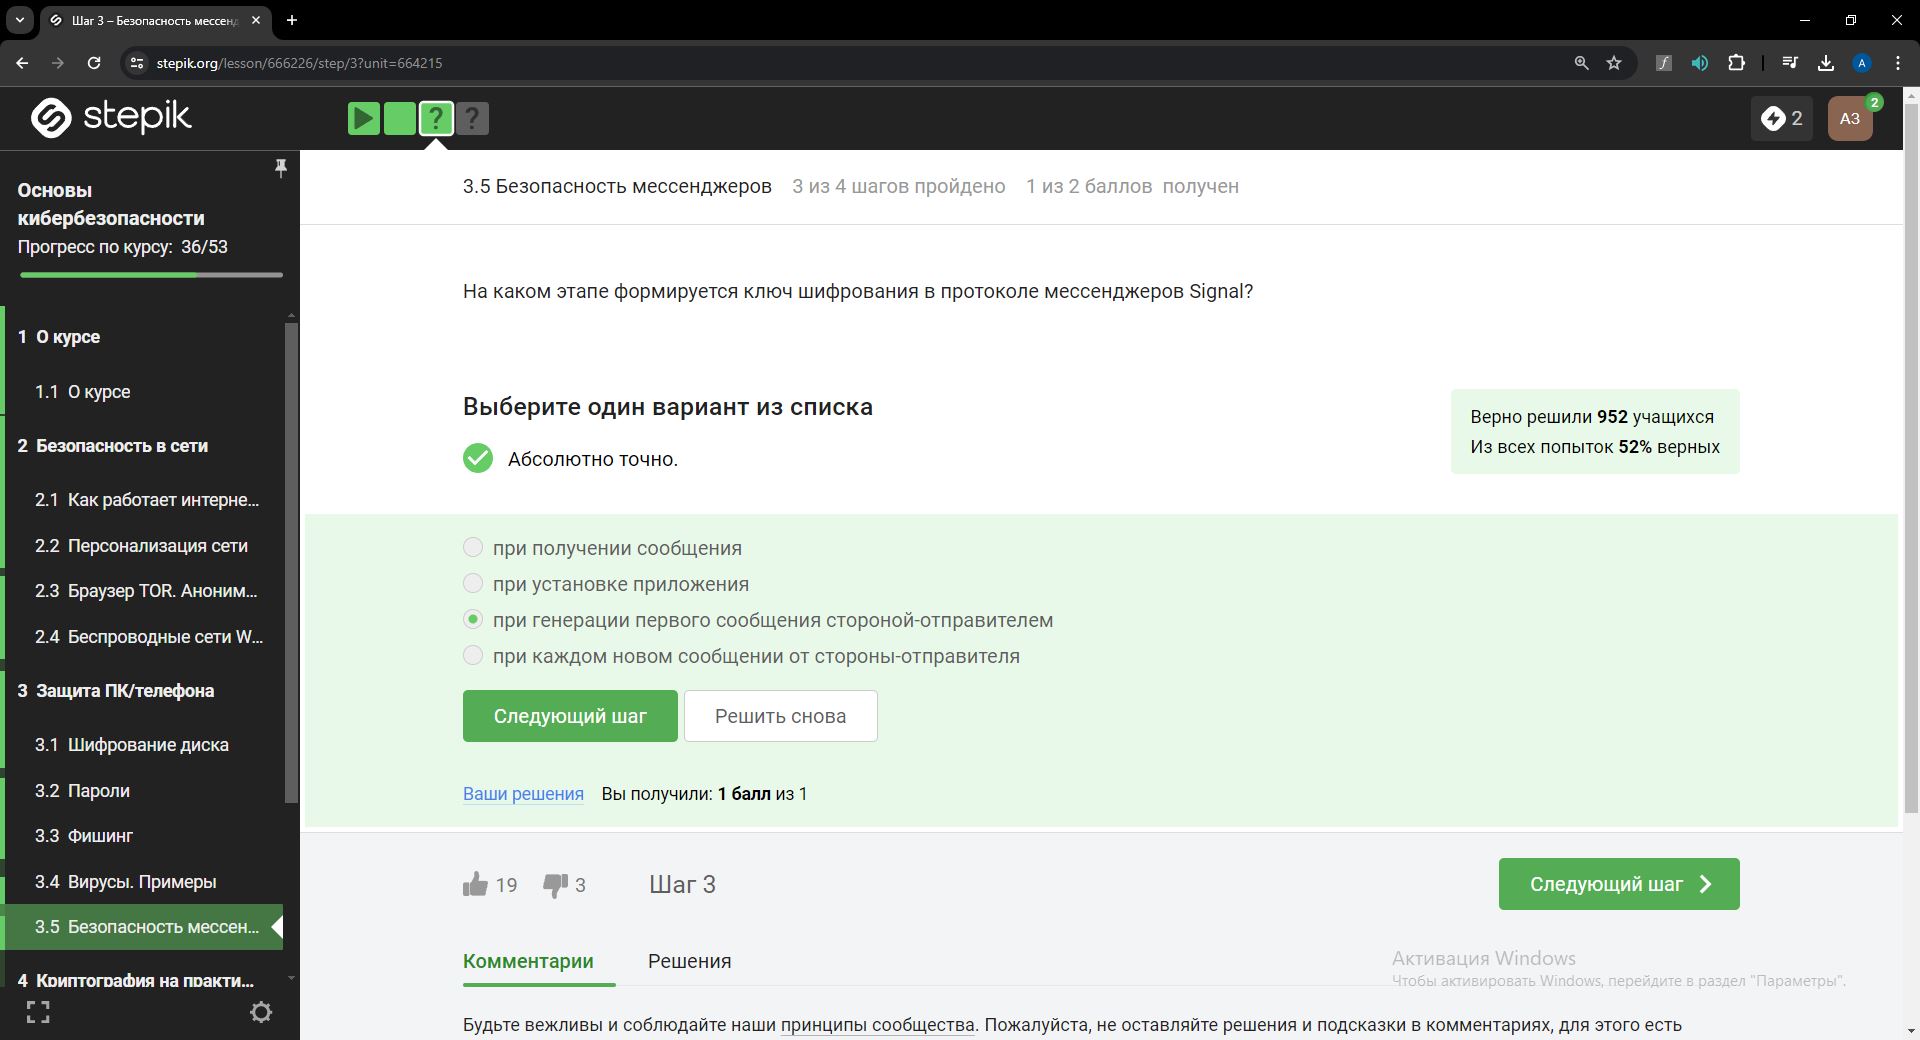 Шаг 3 – Безопасность мессенд
stepik.org/lesson/666226/step/3?unit=664215
A
stepik
? ?
2
АЗ
2
Основы
кибербезопасности
Прогресс по курсу: 36/53
1 О курсе
1.1 О курсе
2 Безопасность в сети
2.1 Как работает интерне...
2.2 Персонализация сети
2.3 Браузер TOR. Аноним...
2.4 Беспроводные сети W...
3 Защита ПК/телефона
3.1 Шифрование диска
3.2 Пароли
3.3 Фишинг
3.4 Вирусы. Примеры
3.5 Безопасность мессен...
4 Криптография на практи...
3.5 Безопасность мессенджеров 3 из 4 шагов пройдено 1 из 2 баллов получен
На каком этапе формируется ключ шифрования в протоколе мессенджеров Signal?
Выберите один вариант из списка
Абсолютно точно.
Верно решили 952 учащихся
Из всех попыток 52% верных
при получении сообщения
при установке приложения
при генерации первого сообщения стороной-отправителем
при каждом новом сообщении от стороны-отправителя
Следующий шаг
Решить снова
Ваши решения Вы получили: 1 балл из 1
19 3 Шаг 3
Следующий шаг
Комментарии Решения
Активация Windows
Чтобы активировать Windows, перейдите в раздел "Параметры".
Будьте вежливы и соблюдайте наши принципы сообщества. Пожалуйста, не оставляйте решения и подсказки в комментариях, для этого есть